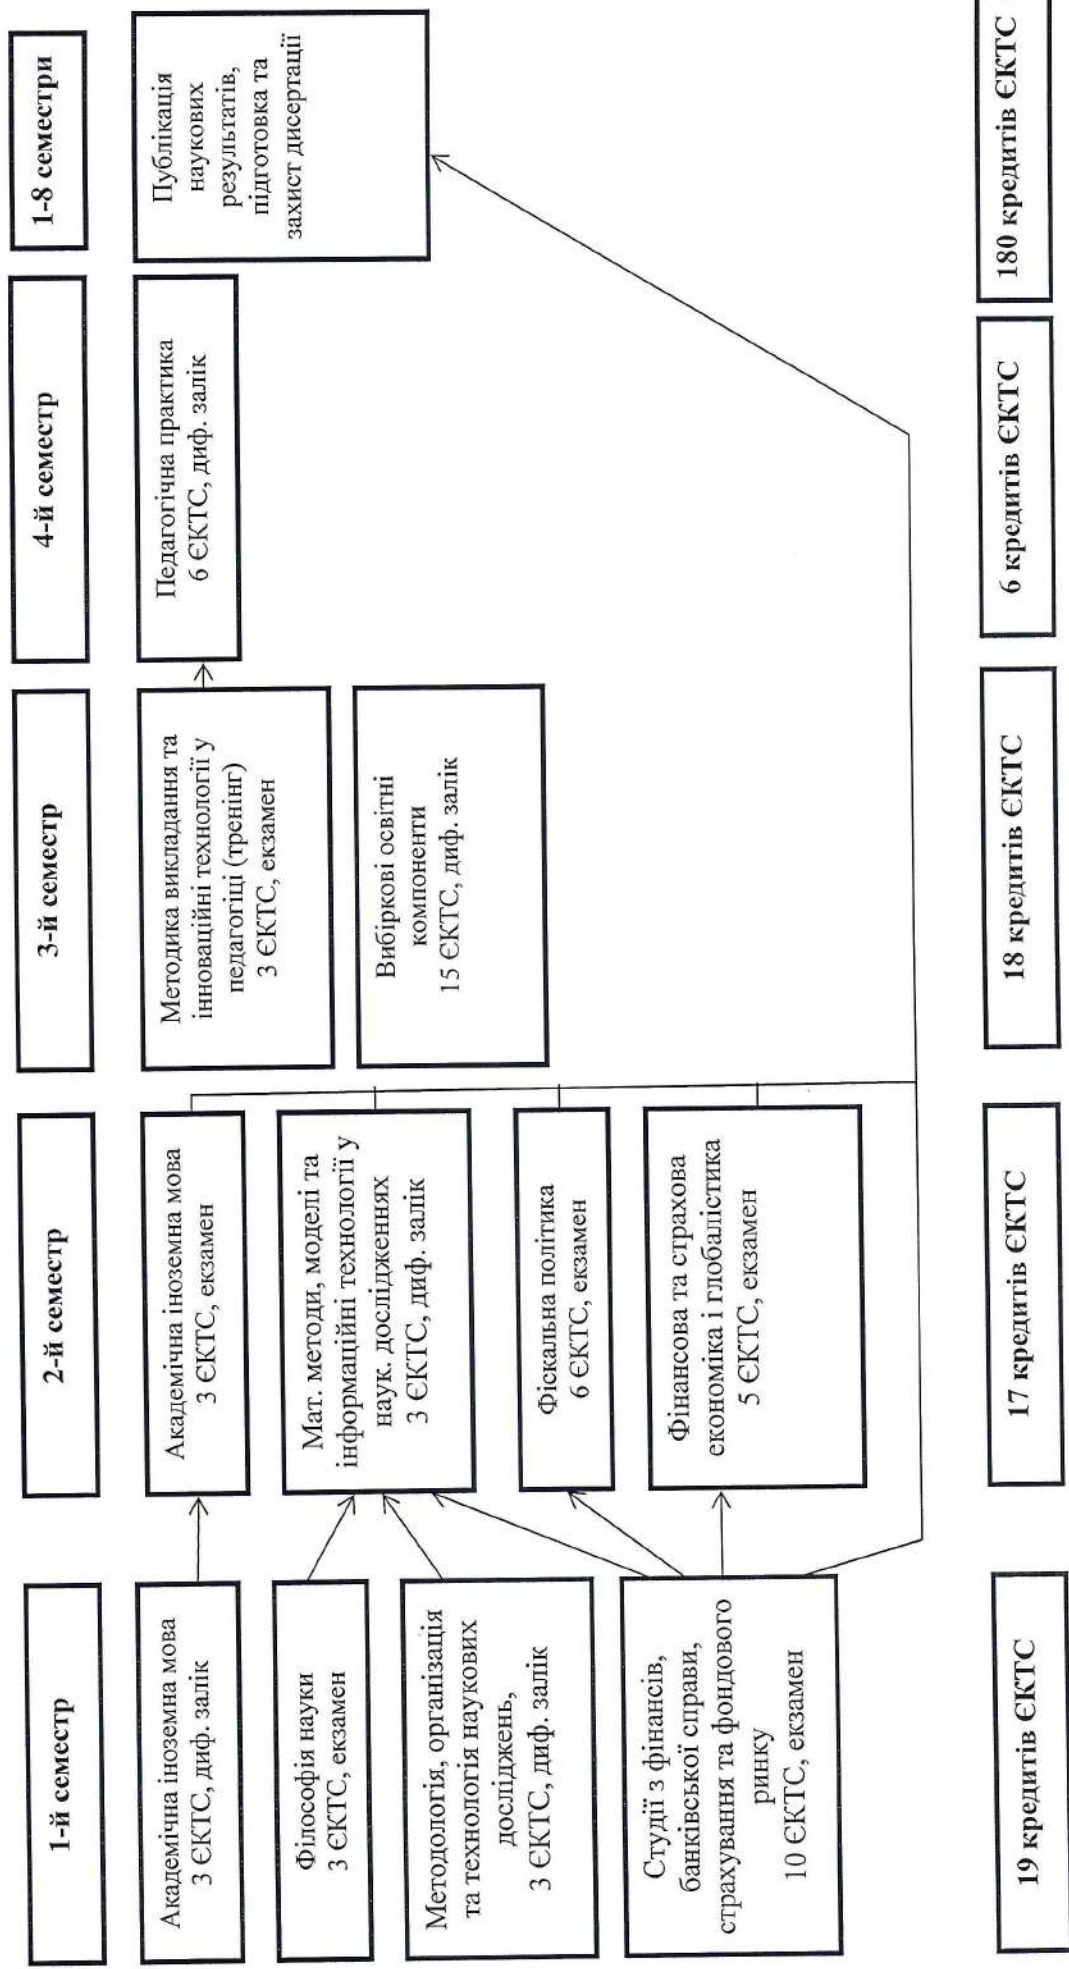 1-й семестр
2-й семестр
3-й семестр
4-й семестр
1-8 семестри
Академічна іноземна мова
3 ЄКТС, диф. залік
Філософія науки
3 ЄКТС, екзамен
Методологія, організація
та технологія наукових
досліджень,
3 ЄКТС, диф. залік
Студії з фінансів,
банківської справи,
страхування та фондового
ринку
10 ЄКТС, екзамен
Академічна іноземна мова
3 ЄКТС, екзамен
Мат. методи, моделі та
інформаційні технології у
наук. дослідженнях
3 ЄКТС, диф. залік
Фіскальна політика
6 ЄКТС, екзамен
Фінансова та страхова
економіка і глобалістика
5 ЄКТС, екзамен
Методика викладання та
інноваційні технології у
педагогіці (тренінг)
3 ЄКТС, екзамен
Вибіркові освітні
компоненти
15 ЄКТС, диф. залік
Педагогічна практика
6 ЄКТС, диф. залік
Публікація
наукових
результатів,
підготовка та
захист дисертації
19 кредитів ЄКТС
17 кредитів ЄКТС
18 кредитів ЄКТС
6 кредитів ЄКТС
180 кредитів ЄКТС